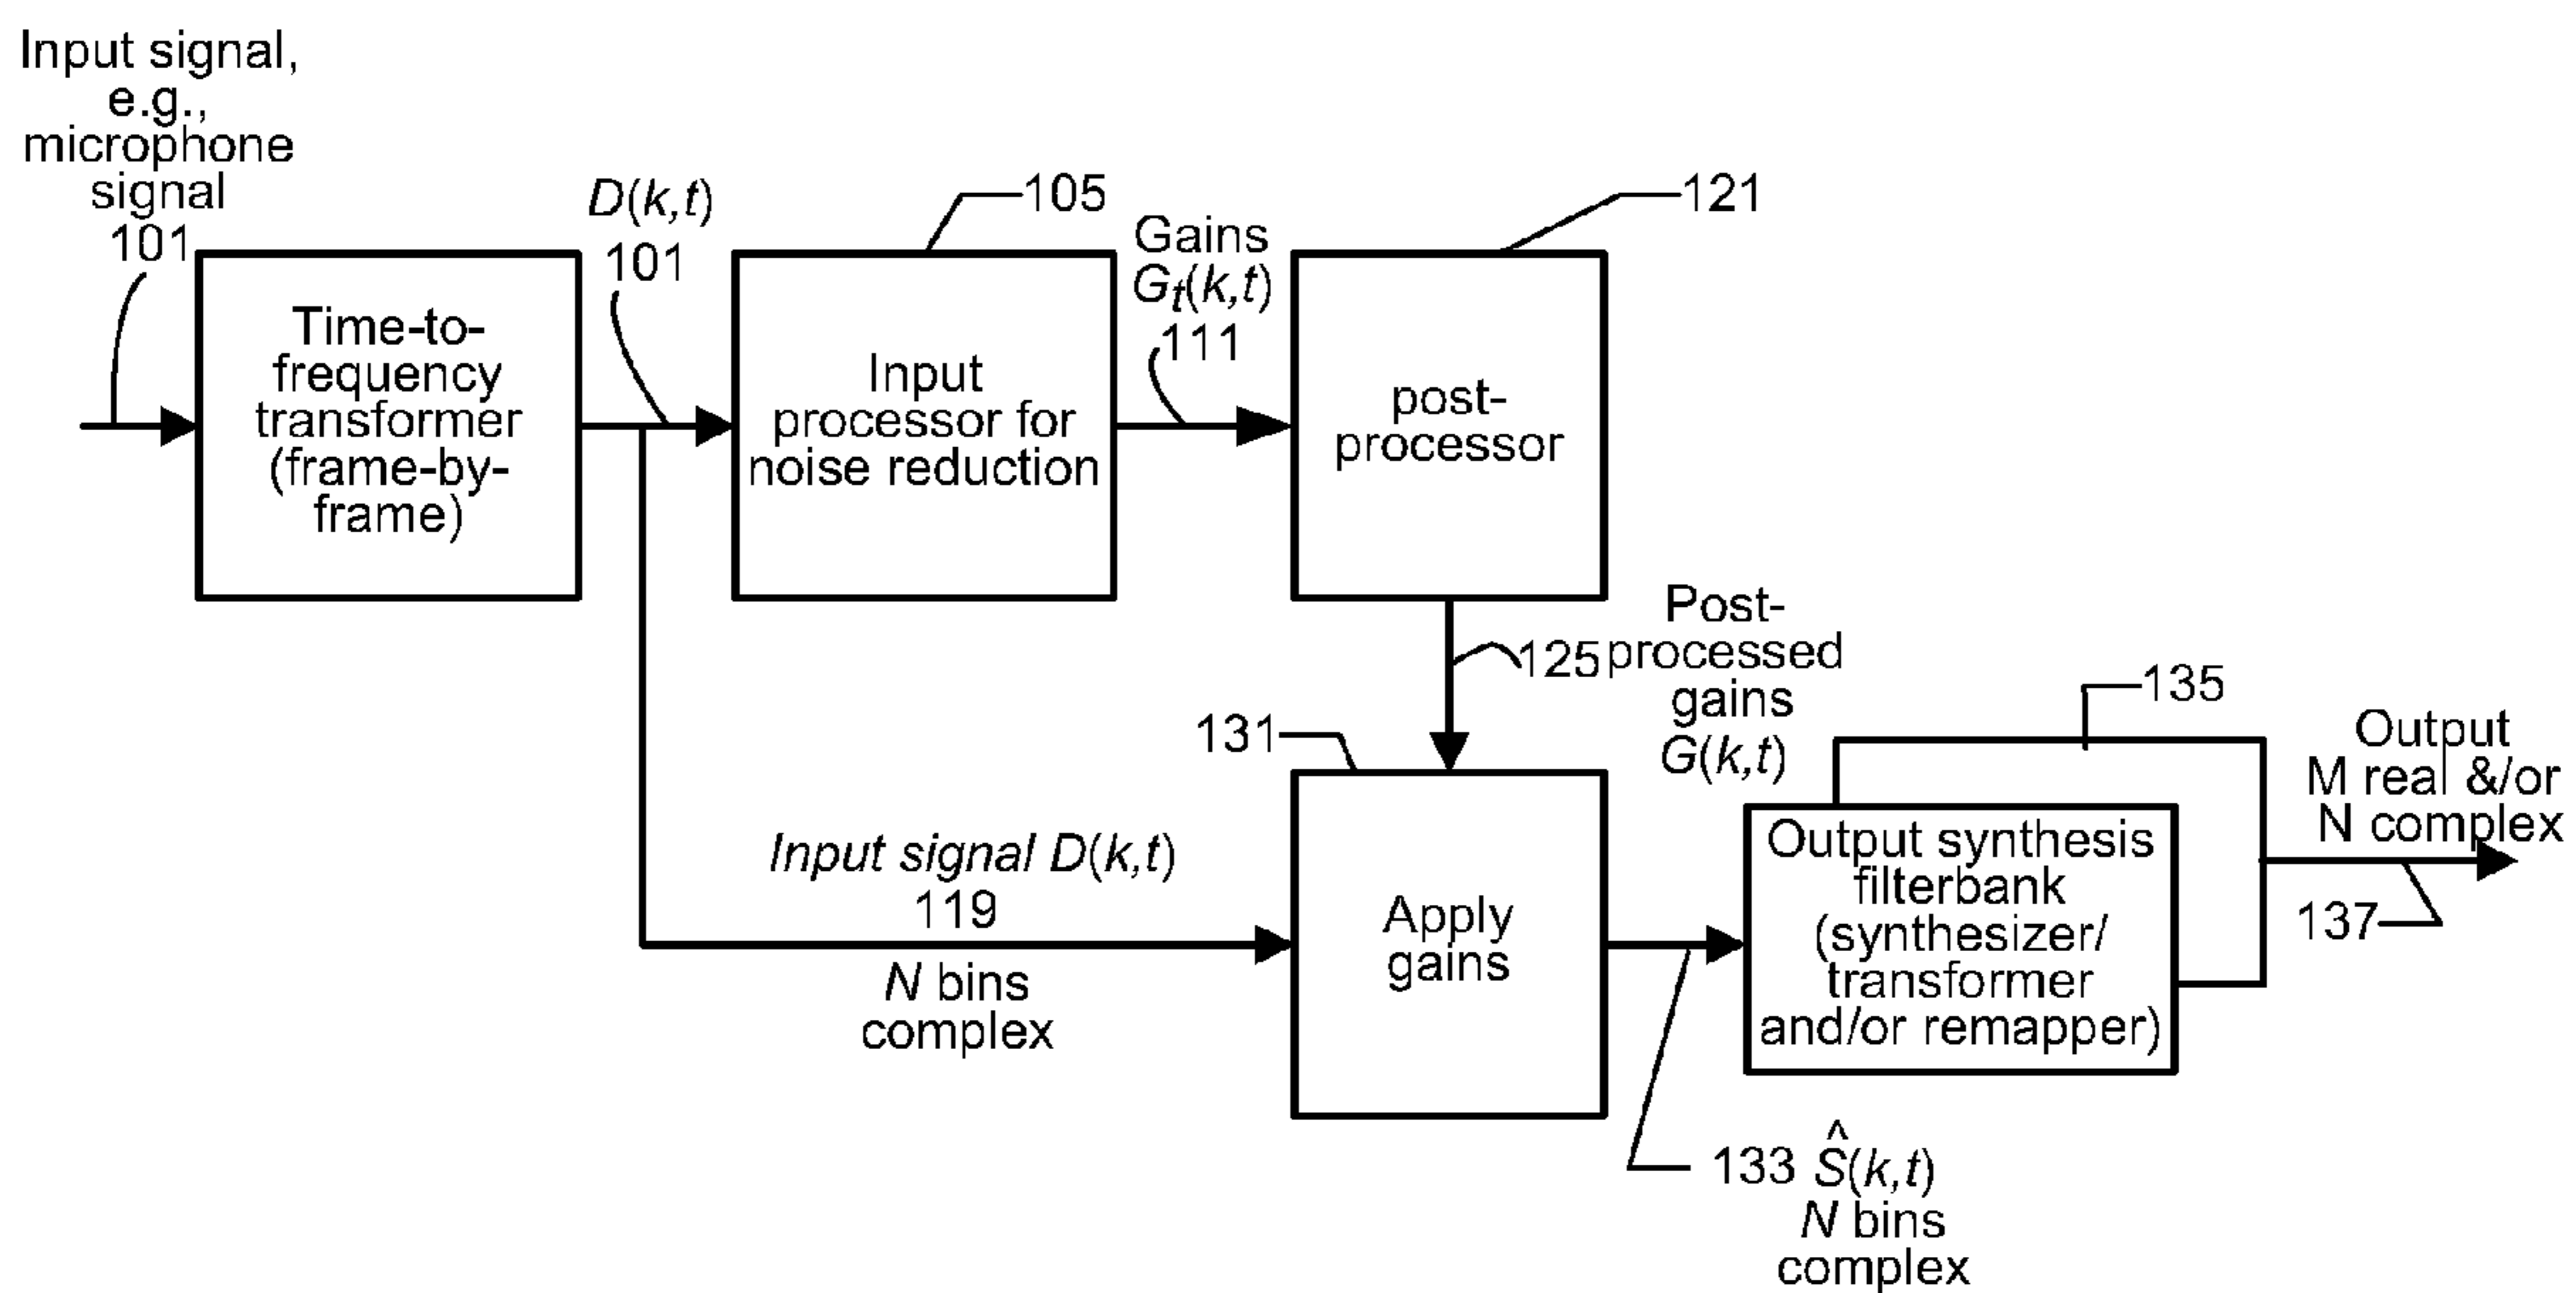 Input signal,
e.g.,
microphone
signal
101
Time-to-
frequency
transformer
(frame-by-
frame)
D(k,t)
101
105
Input
processor for
noise reduction
Gains
Gt(k,t)
111
121
post-
processor
125
Post-
processed
gains
G(k,t)
131
Input signal D(k,t)
119
N bins
complex
Apply
gains
133 Ŝ(k,t)
N bins
complex
135
Output synthesis
filterbank
(synthesizer/
transformer
and/or remapper)
Output
M real &/or
N complex
137